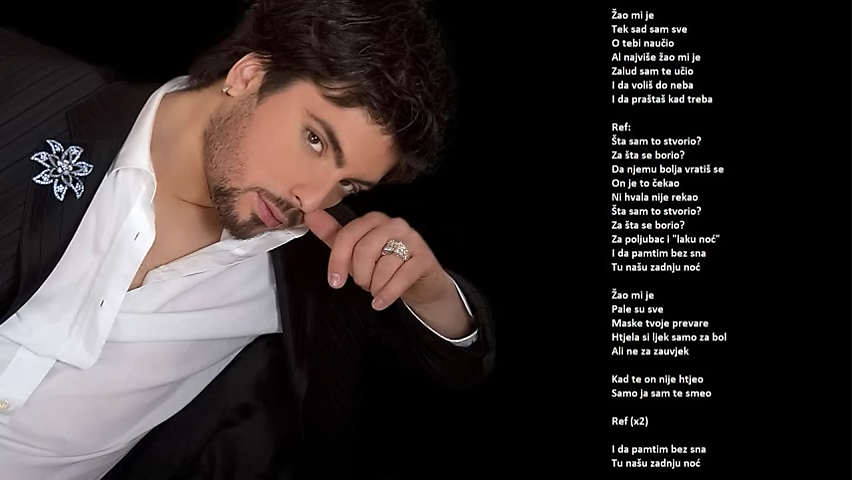 Žao mi je
Tek sad sam sve
O tebi naučio
Al najviše žao mi je
Zalud sam te učio
I da voliš do neba
I da praštaš kad treba
Ref:
Šta sam to stvorio?
Za šta se borio?
Da njemu bolja vratiš se
On je to čekao
Ni hvala nije rekao
Šta sam to stvorio?
Za šta se borio?
Za poljubac i "laku noć"
I da pamtim bez sna
Tu našu zadnju noć
Žao mi je
Pale su sve
Maske tvoje prevare
Htjela si ljek samo za bol
Ali ne za zauvjek
Kad te on nije htjeo
Samo ja sam te smeo
Ref (x2)
I da pamtim bez sna
Tu našu zadnju noć